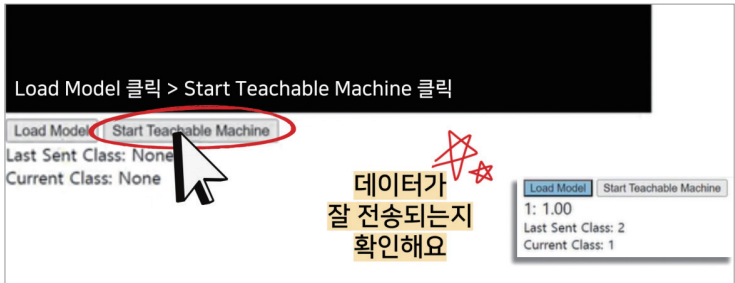 Load Model 클릭 > Start Teachable Machine 클릭
Load Model Start Teachable Machine
Last Sent Class: None
Current Class: None
데이터가
잘 전송되는지
확인해요
Load Model Start Teachable Machine
1: 1.00
Last Sent Class: 2
Current Class: 1